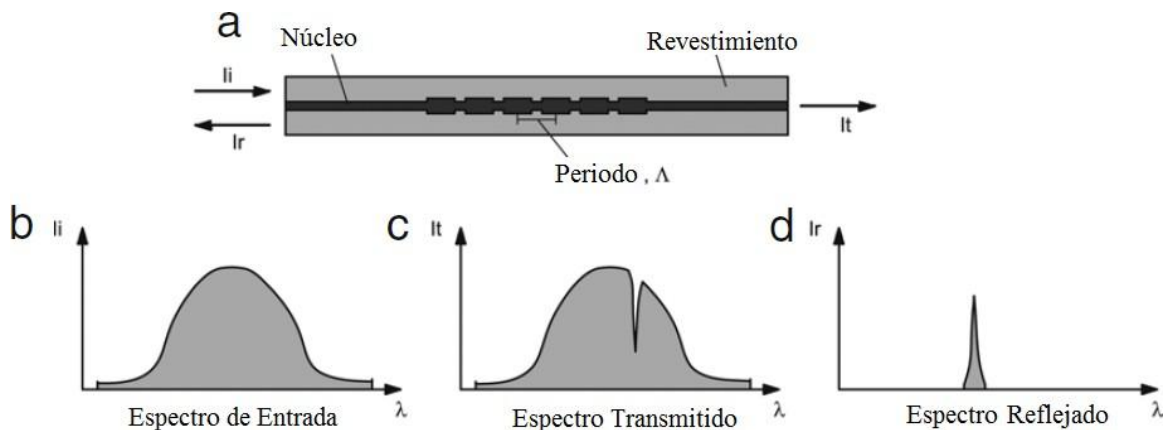 a
Núcleo
Revestimiento
Ii
Ir
It
Periodo , Λ
b
Ii
λ
Espectro de Entrada
c
It
λ
Espectro Transmitido
d
Ir
λ
Espectro Reflejado